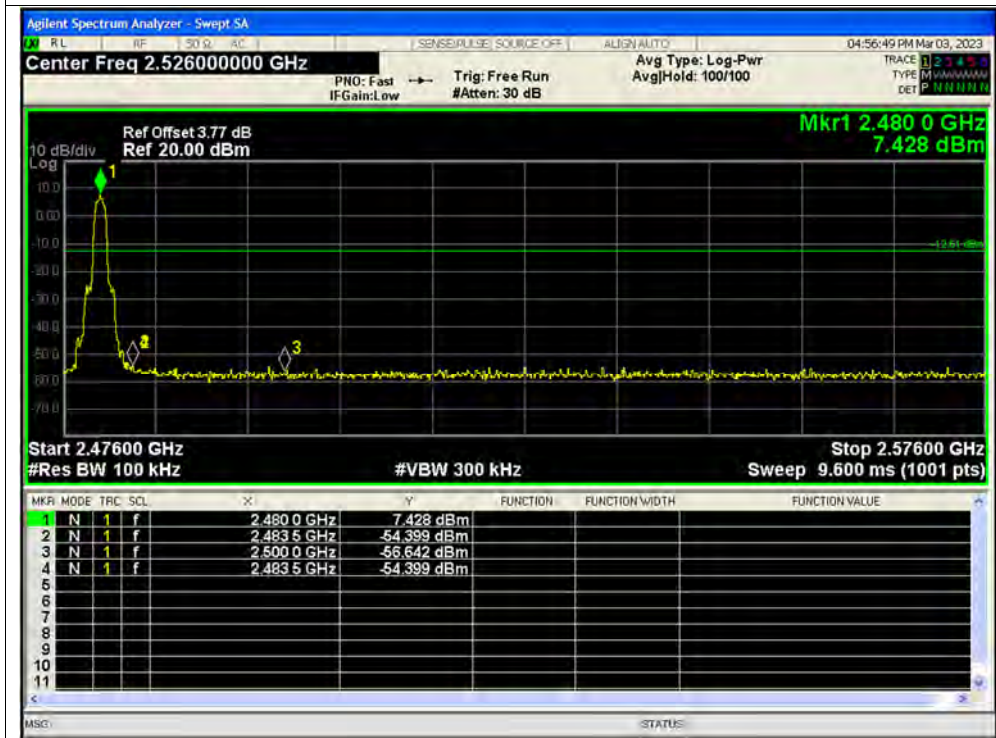 Agilent Spectrum Analyzer - Swept SA
RL RF 50 Ω AC SENSE:PULSE SOURCE OFF ALIGN AUTO 04:56:49 PM Mar 03, 2023
Center Freq 2.526000000 GHz
PNO: Fast
IFGain:Low
Trig: Free Run
#Atten: 30 dB
Avg Type: Log-Pwr
Avg|Hold: 100/100
TRACE 1 2 3 4 5 6
TYPE M
DET P N N N N N
Mkr1 2.480 0 GHz
7.428 dBm
Ref Offset 3.77 dB
10 dB/div Ref 20.00 dBm
Log
10.0
0.00
-10.0
-20.0
-30.0
-40.0
-50.0
-60.0
-70.0
1
3
-12.61 dBm
Start 2.47600 GHz
Stop 2.57600 GHz
#Res BW 100 kHz
#VBW 300 kHz
Sweep 9.600 ms (1001 pts)
MKR MODE TRC SCL X Y FUNCTION FUNCTION WIDTH FUNCTION VALUE
1 N 1 f 2.480 0 GHz 7.428 dBm
2 N 1 f 2.483 5 GHz -54.399 dBm
3 N 1 f 2.500 0 GHz -56.642 dBm
4 N 1 f 2.483 5 GHz -54.399 dBm
5
6
7
8
9
10
11
MSG STATUS